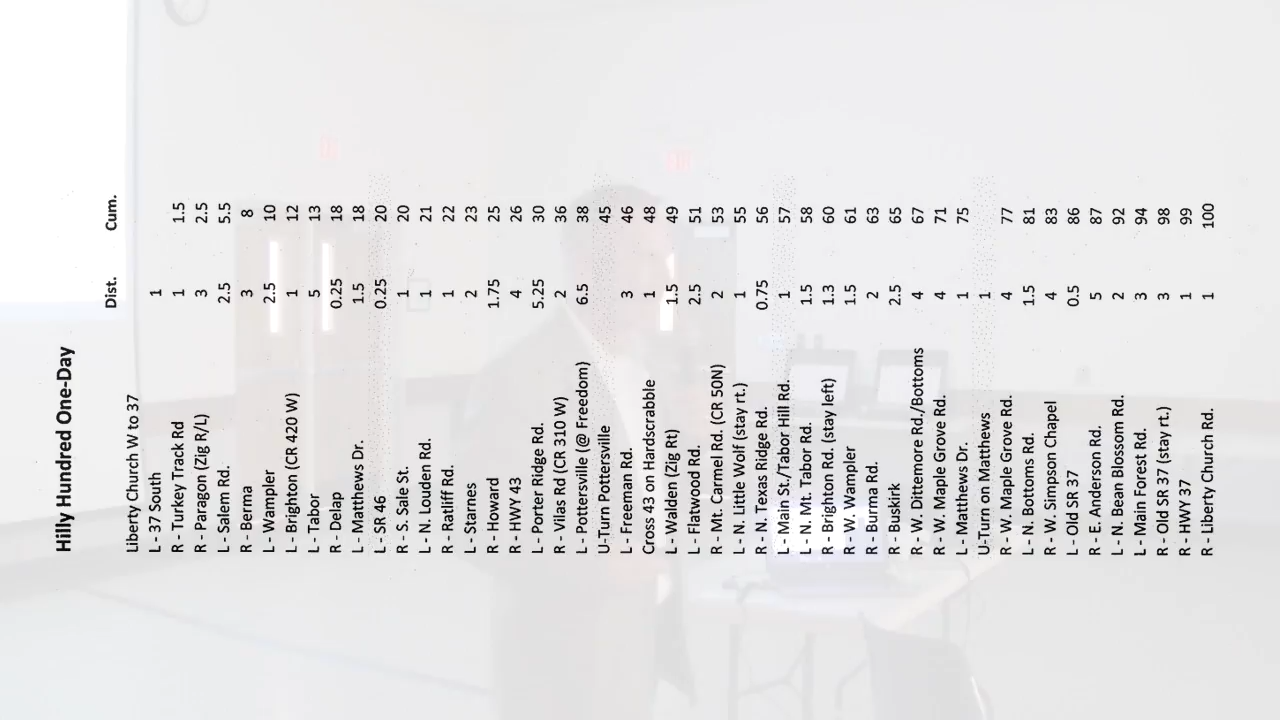 Hilly Hundred One-Day
Dist. Cum.
Liberty Church W to 37
L - 37 South 1
R - Turkey Track Rd 1 1.5
R - Paragon (Zig R/L) 3 2.5
L - Salem Rd. 2.5 5.5
R - Berma 3 8
L - Wampler 2.5 10
L - Brighton (CR 420 W) 1 12
L - Tabor 5 13
R - Delap 0.25 18
L - Matthews Dr. 1.5 18
L - SR 46 0.25 20
R - S. Sale St. 1 20
L - N. Louden Rd. 1 21
R - Ratliff Rd. 1 22
L - Starnes 2 23
R - Howard 1.75 25
R - HWY 43 4 26
L - Porter Ridge Rd. 5.25 30
R - Vilas Rd (CR 310 W) 2 36
L - Pottersville (@ Freedom) 6.5 38
U-Turn Pottersville 45
L - Freeman Rd. 3 46
Cross 43 on Hardscrabble 1 48
L - Walden (Zig Rt) 1.5 49
L - Flatwood Rd. 2.5 51
R - Mt. Carmel Rd. (CR 50N) 2 53
L - N. Little Wolf (stay rt.) 1 55
R - N. Texas Ridge Rd. 0.75 56
L - Main St./Tabor Hill Rd. 1 57
L - N. Mt. Tabor Rd. 1.5 58
R - Brighton Rd. (stay left) 1.3 60
R - W. Wampler 1.5 61
R - Burma Rd. 2 63
R - Buskirk 2.5 65
R - W. Dittemore Rd./Bottoms 4 67
R - W. Maple Grove Rd. 4 71
L - Matthews Dr. 1 75
U-Turn on Matthews 1
R - W. Maple Grove Rd. 4 77
L - N. Bottoms Rd. 1.5 81
R - W. Simpson Chapel 4 83
L - Old SR 37 0.5 86
R - E. Anderson Rd. 5 87
L - N. Bean Blossom Rd. 2 92
L - Main Forest Rd. 3 94
R - Old SR 37 (stay rt.) 3 98
R - HWY 37 1 99
R - Liberty Church Rd. 1 100